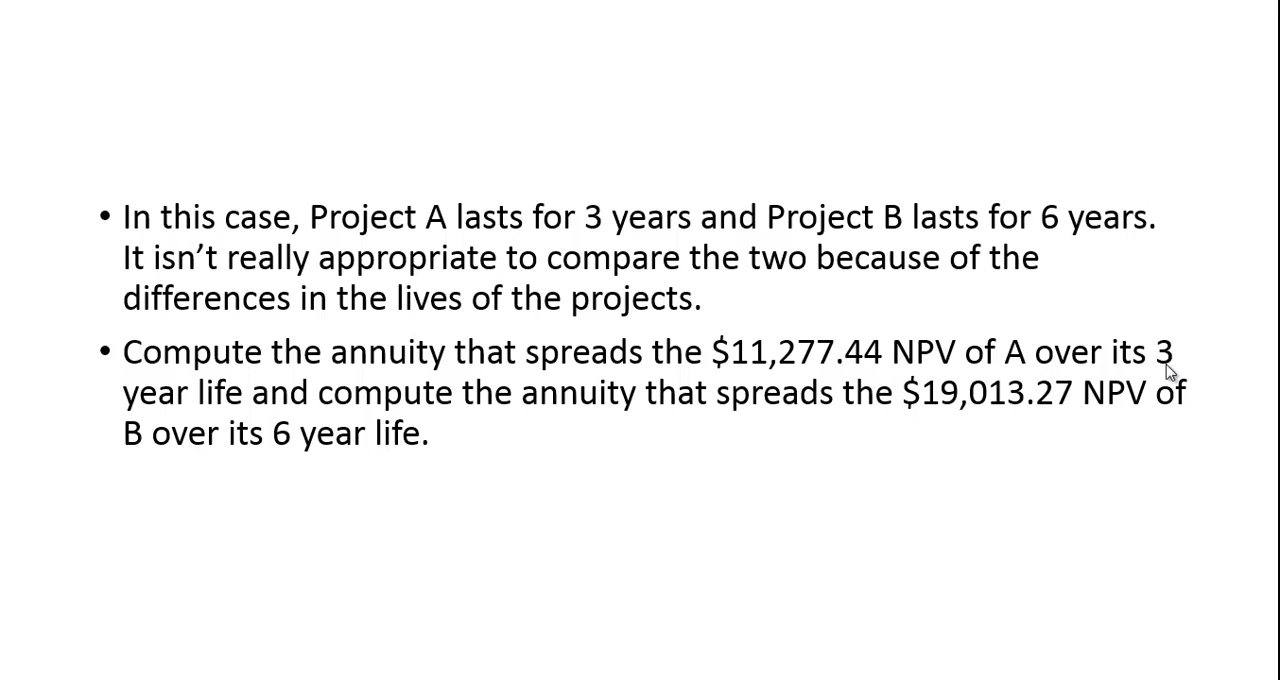 • In this case, Project A lasts for 3 years and Project B lasts for 6 years.
It isn’t really appropriate to compare the two because of the
differences in the lives of the projects.
• Compute the annuity that spreads the $11,277.44 NPV of A over its 3
year life and compute the annuity that spreads the $19,013.27 NPV of
B over its 6 year life.